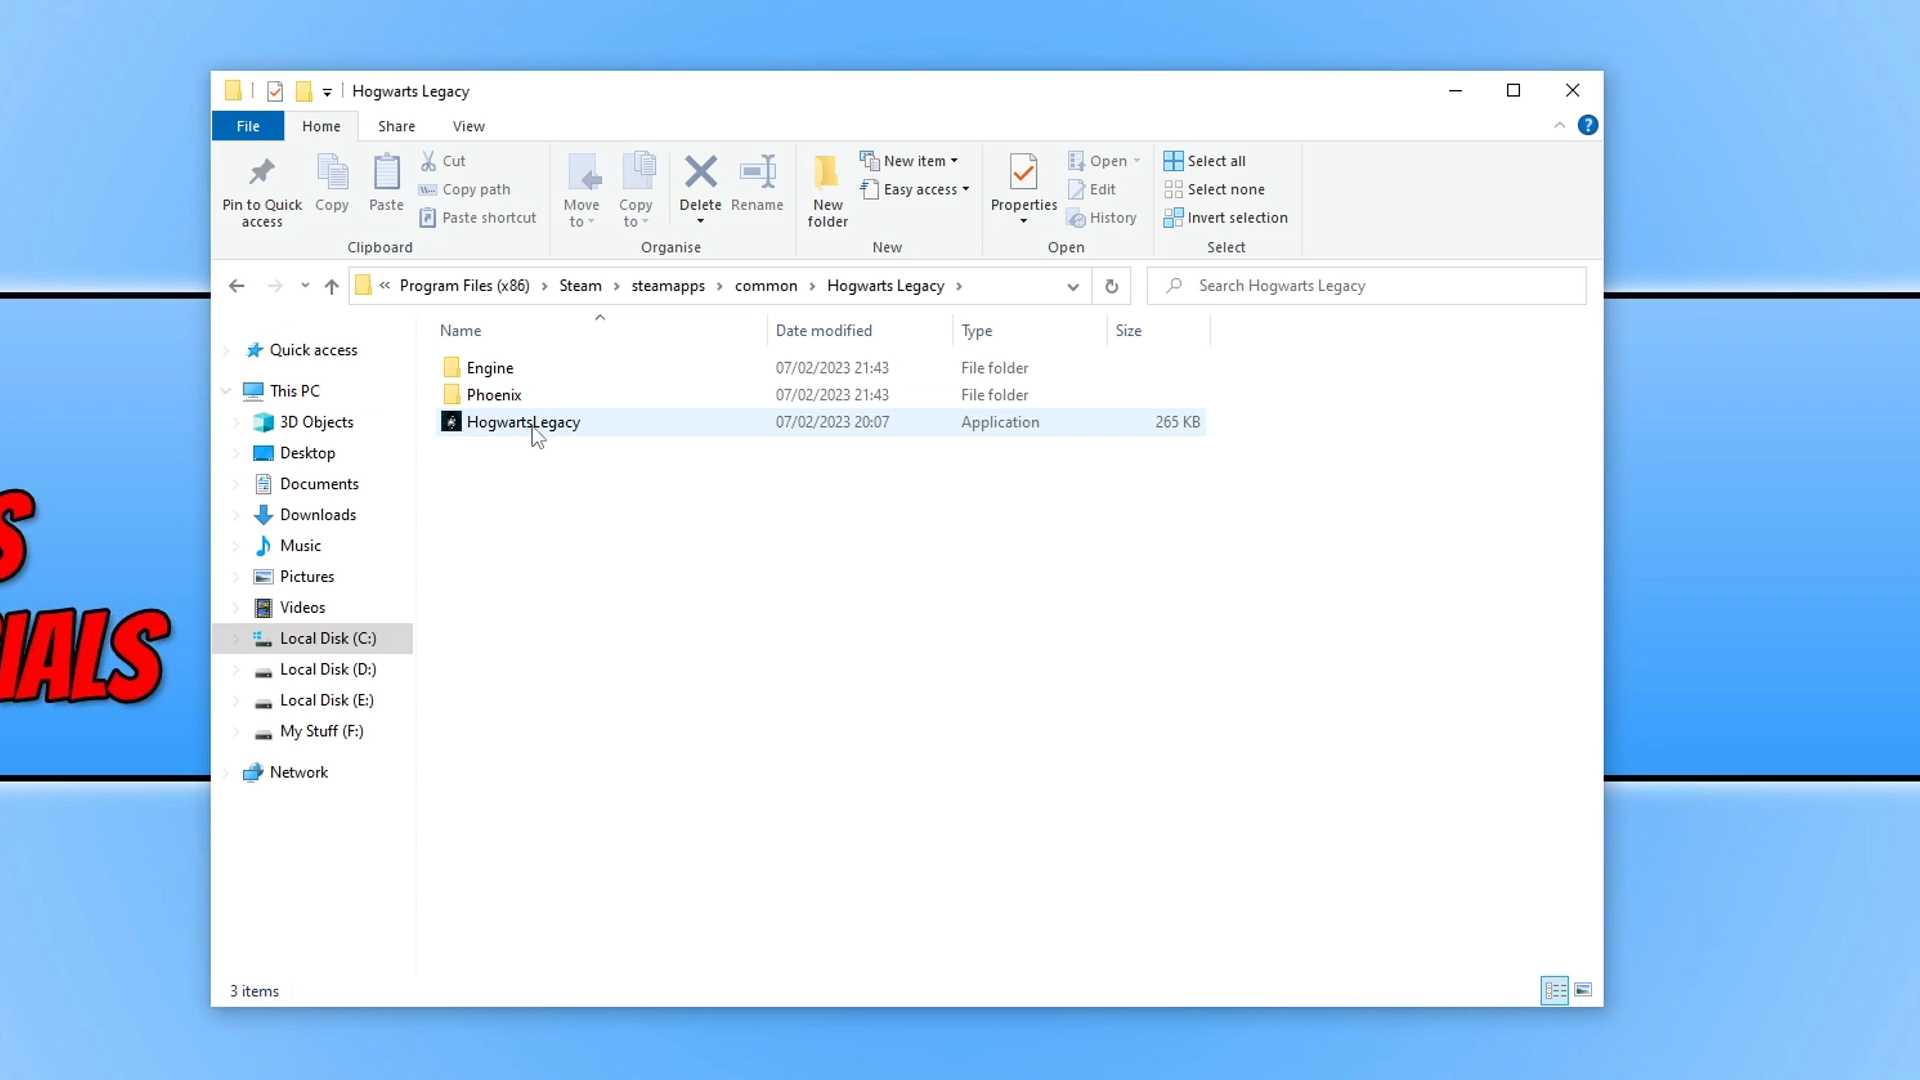 Hogwarts Legacy
File Home Share View
Pin to Quick access
Copy
Paste
Cut
Copy path
Paste shortcut
Clipboard
Move to
Copy to
Delete
Rename
Organise
New folder
New item
Easy access
New
Properties
Open
Edit
History
Open
Select all
Select none
Invert selection
Select
« Program Files (x86) > Steam > steamapps > common > Hogwarts Legacy >
Search Hogwarts Legacy
Quick access
This PC
3D Objects
Desktop
Documents
Downloads
Music
Pictures
Videos
Local Disk (C:)
Local Disk (D:)
Local Disk (E:)
My Stuff (F:)
Network
Name Date modified Type Size
Engine 07/02/2023 21:43 File folder
Phoenix 07/02/2023 21:43 File folder
HogwartsLegacy 07/02/2023 20:07 Application 265 KB
3 items